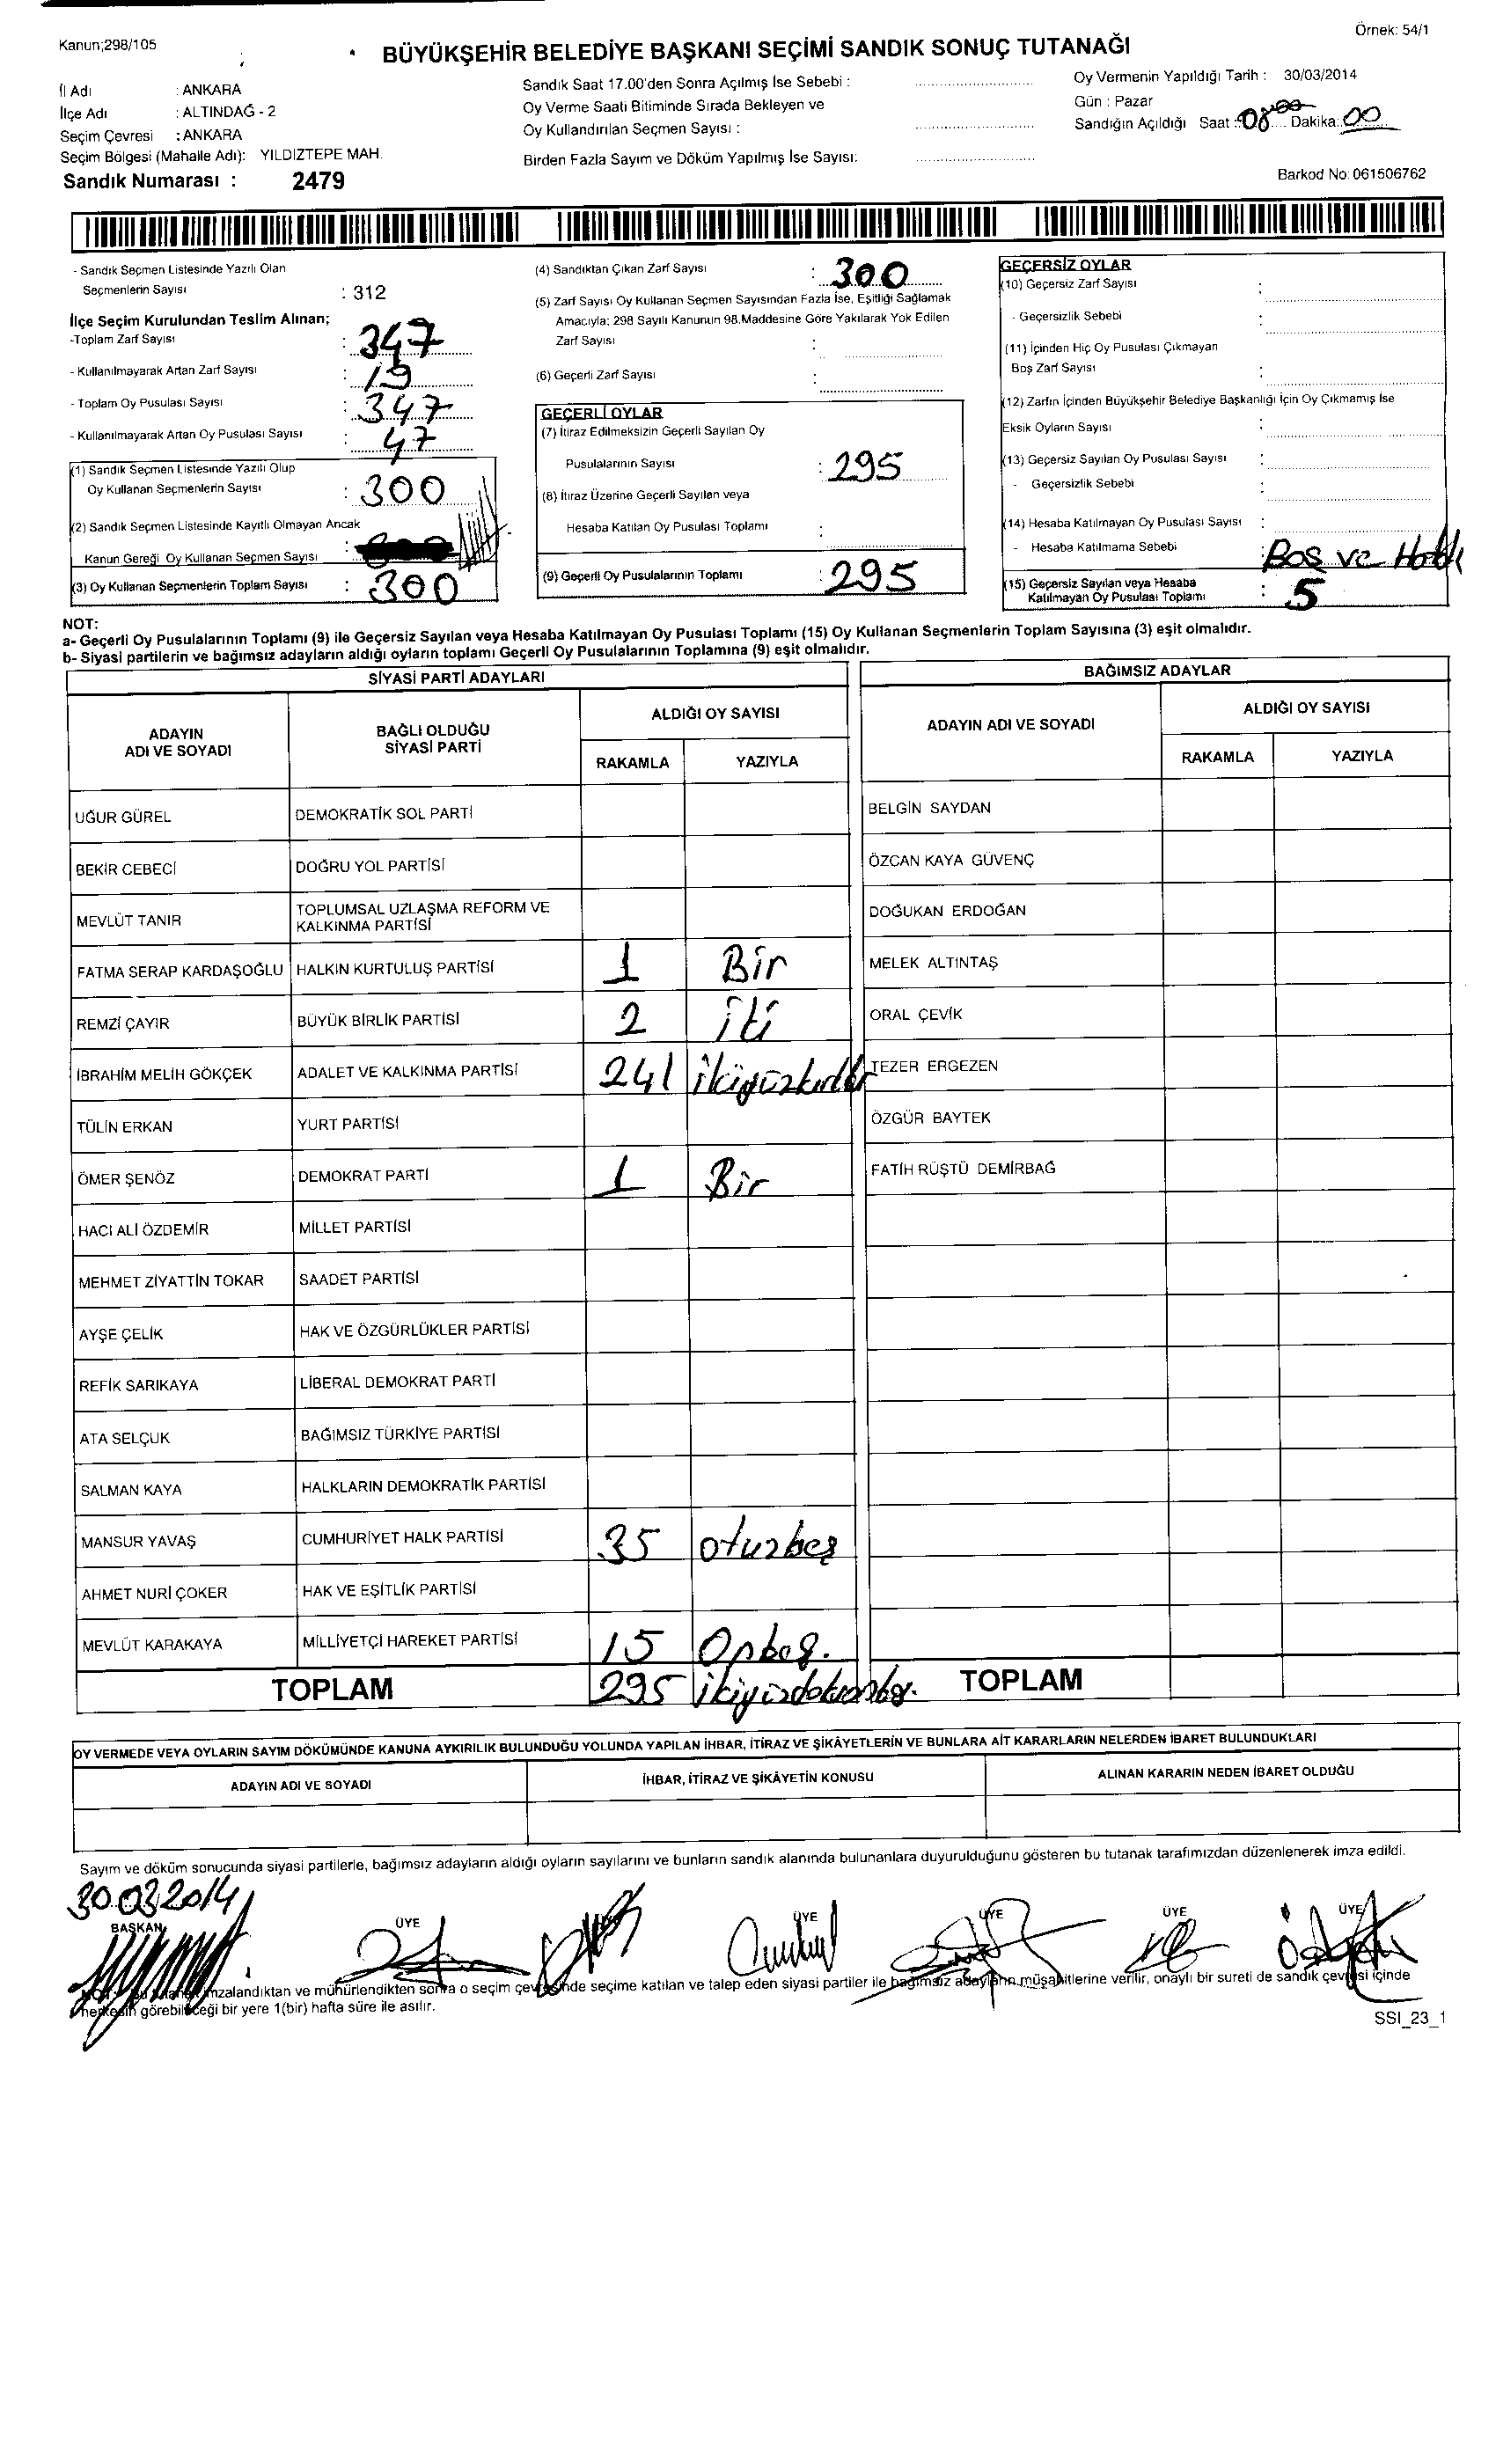 Kanun;298/105
Örnek: 54/1
BÜYÜKŞEHİR BELEDİYE BAŞKANI SEÇİMİ SANDIK SONUÇ TUTANAĞI
İl Adı : ANKARA
İlçe Adı : ALTINDAĞ - 2
Seçim Çevresi : ANKARA
Seçim Bölgesi (Mahalle Adı): YILDIZTEPE MAH.
Sandık Numarası : 2479
Sandık Saat 17.00'den Sonra Açılmış İse Sebebi :
Oy Verme Saati Bitiminde Sırada Bekleyen ve
Oy Kullandırılan Seçmen Sayısı :
Birden Fazla Sayım ve Döküm Yapılmış İse Sayısı:
Oy Vermenin Yapıldığı Tarih : 30/03/2014
Gün : Pazar
Sandığın Açıldığı Saat : 08 Dakika: 00
Barkod No: 061506762
- Sandık Seçmen Listesinde Yazılı Olan
Seçmenlerin Sayısı : 312
İlçe Seçim Kurulundan Teslim Alınan;
-Toplam Zarf Sayısı : 347
- Kullanılmayarak Artan Zarf Sayısı :
- Toplam Oy Pusulası Sayısı : 347
- Kullanılmayarak Artan Oy Pusulası Sayısı : 47
(1) Sandık Seçmen Listesinde Yazılı Olup
Oy Kullanan Seçmenlerin Sayısı : 300
(2) Sandık Seçmen Listesinde Kayıtlı Olmayan Ancak
Kanun Gereği Oy Kullanan Seçmen Sayısı :
(3) Oy Kullanan Seçmenlerin Toplam Sayısı : 300
(4) Sandıktan Çıkan Zarf Sayısı : 300
(5) Zarf Sayısı Oy Kullanan Seçmen Sayısından Fazla İse, Eşitliği Sağlamak
Amacıyla; 298 Sayılı Kanunun 98.Maddesine Göre Yakılarak Yok Edilen
Zarf Sayısı :
(6) Geçerli Zarf Sayısı :
GEÇERLİ OYLAR
(7) İtiraz Edilmeksizin Geçerli Sayılan Oy
Pusulalarının Sayısı : 295
(8) İtiraz Üzerine Geçerli Sayılan veya
Hesaba Katılan Oy Pusulası Toplamı :
(9) Geçerli Oy Pusulalarının Toplamı : 295
GEÇERSİZ OYLAR
(10) Geçersiz Zarf Sayısı :
- Geçersizlik Sebebi :
(11) İçinden Hiç Oy Pusulası Çıkmayan
Boş Zarf Sayısı :
(12) Zarfın İçinden Büyükşehir Belediye Başkanlığı İçin Oy Çıkmamış İse
Eksik Oyların Sayısı :
(13) Geçersiz Sayılan Oy Pusulası Sayısı :
- Geçersizlik Sebebi :
(14) Hesaba Katılmayan Oy Pusulası Sayısı :
- Hesaba Katılmama Sebebi : Boş ve
(15) Geçersiz Sayılan veya Hesaba
Katılmayan Oy Pusulası Toplamı : 5
NOT:
a- Geçerli Oy Pusulalarının Toplamı (9) ile Geçersiz Sayılan veya Hesaba Katılmayan Oy Pusulası Toplamı (15) Oy Kullanan Seçmenlerin Toplam Sayısına (3) eşit olmalıdır.
b- Siyasi partilerin ve bağımsız adayların aldığı oyların toplamı Geçerli Oy Pusulalarının Toplamına (9) eşit olmalıdır.
SİYASİ PARTİ ADAYLARI
ADAYIN ADI VE SOYADI BAĞLI OLDUĞU SİYASİ PARTİ ALDIĞI OY SAYISI
RAKAMLA YAZIYLA
UĞUR GÜREL DEMOKRATİK SOL PARTİ
BEKİR CEBECİ DOĞRU YOL PARTİSİ
MEVLÜT TANIR TOPLUMSAL UZLAŞMA REFORM VE KALKINMA PARTİSİ
FATMA SERAP KARDAŞOĞLU HALKIN KURTULUŞ PARTİSİ 1 Bir
REMZİ ÇAYIR BÜYÜK BİRLİK PARTİSİ 2 iki
İBRAHİM MELİH GÖKÇEK ADALET VE KALKINMA PARTİSİ 241 ikiyüzkırkbir
TÜLİN ERKAN YURT PARTİSİ
ÖMER ŞENÖZ DEMOKRAT PARTİ 1 Bir
HACI ALİ ÖZDEMİR MİLLET PARTİSİ
MEHMET ZİYATTİN TOKAR SAADET PARTİSİ
AYŞE ÇELİK HAK VE ÖZGÜRLÜKLER PARTİSİ
REFİK SARIKAYA LİBERAL DEMOKRAT PARTİ
ATA SELÇUK BAĞIMSIZ TÜRKİYE PARTİSİ
SALMAN KAYA HALKLARIN DEMOKRATİK PARTİSİ
MANSUR YAVAŞ CUMHURİYET HALK PARTİSİ 35 oturbeş
AHMET NURİ ÇOKER HAK VE EŞİTLİK PARTİSİ
MEVLÜT KARAKAYA MİLLİYETÇİ HAREKET PARTİSİ 15 Onbeş.
TOPLAM 295 ikiyüzdoksanbeş.
BAĞIMSIZ ADAYLAR
ADAYIN ADI VE SOYADI ALDIĞI OY SAYISI
RAKAMLA YAZIYLA
BELGİN SAYDAN
ÖZCAN KAYA GÜVENÇ
DOĞUKAN ERDOĞAN
MELEK ALTINTAŞ
ORAL ÇEVİK
TEZER ERGEZEN
ÖZGÜR BAYTEK
FATİH RÜŞTÜ DEMİRBAĞ
TOPLAM
OY VERMEDE VEYA OYLARIN SAYIM DÖKÜMÜNDE KANUNA AYKIRILIK BULUNDUĞU YOLUNDA YAPILAN İHBAR, İTİRAZ VE ŞİKÂYETLERİN VE BUNLARA AİT KARARLARIN NELERDEN İBARET BULUNDUKLARI
ADAYIN ADI VE SOYADI İHBAR, İTİRAZ VE ŞİKÂYETİN KONUSU ALINAN KARARIN NEDEN İBARET OLDUĞU
Sayım ve döküm sonucunda siyasi partilerle, bağımsız adayların aldığı oyların sayılarını ve bunların sandık alanında bulunanlara duyurulduğunu gösteren bu tutanak tarafımızdan düzenlenerek imza edildi.
30.03.2014
BAŞKAN ÜYE ÜYE ÜYE ÜYE ÜYE
imzalandıktan ve mühürlendikten sonra o seçim çevresinde seçime katılan ve talep eden siyasi partiler ile bağımsız adayların müşahitlerine verilir, onaylı bir sureti de sandık çevresi içinde
herkesin görebileceği bir yere 1(bir) hafta süre ile asılır.
SSI_23_1